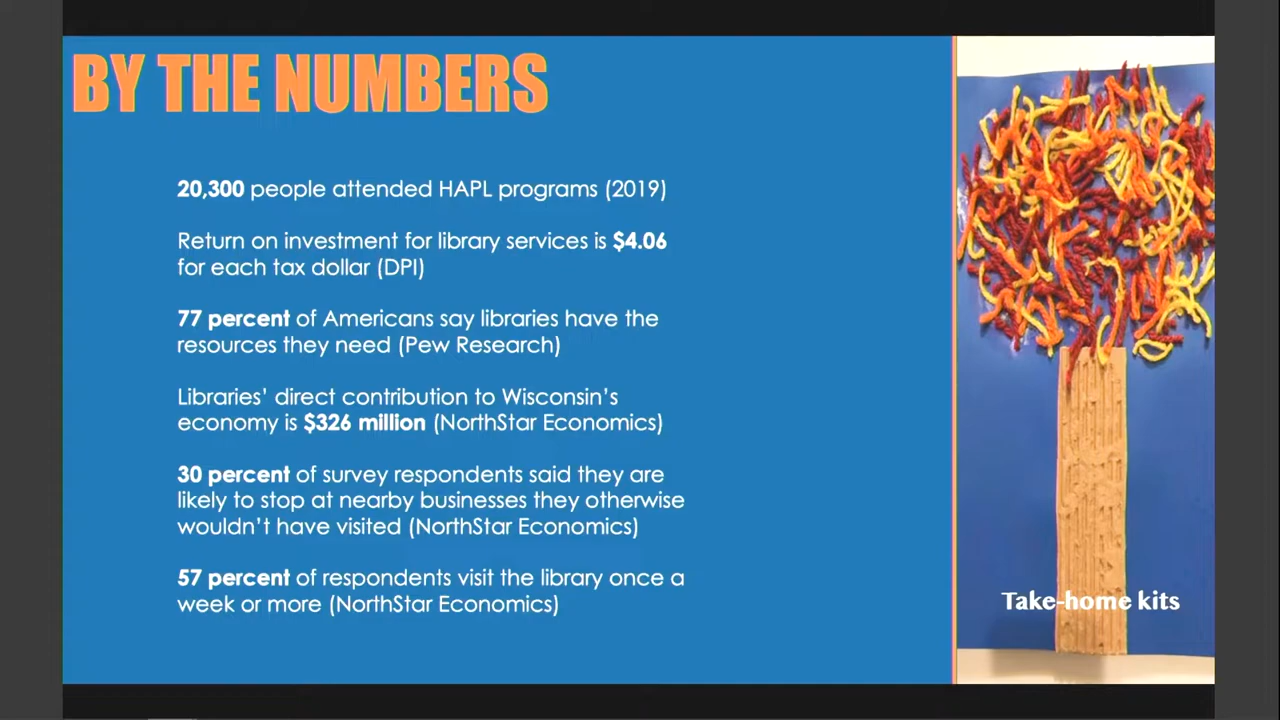 BY THE NUMBERS
20,300 people attended HAPL programs (2019)
Return on investment for library services is $4.06
for each tax dollar (DPI)
77 percent of Americans say libraries have the
resources they need (Pew Research)
Libraries’ direct contribution to Wisconsin’s
economy is $326 million (NorthStar Economics)
30 percent of survey respondents said they are
likely to stop at nearby businesses they otherwise
wouldn’t have visited (NorthStar Economics)
57 percent of respondents visit the library once a
week or more (NorthStar Economics)
Take-home kits